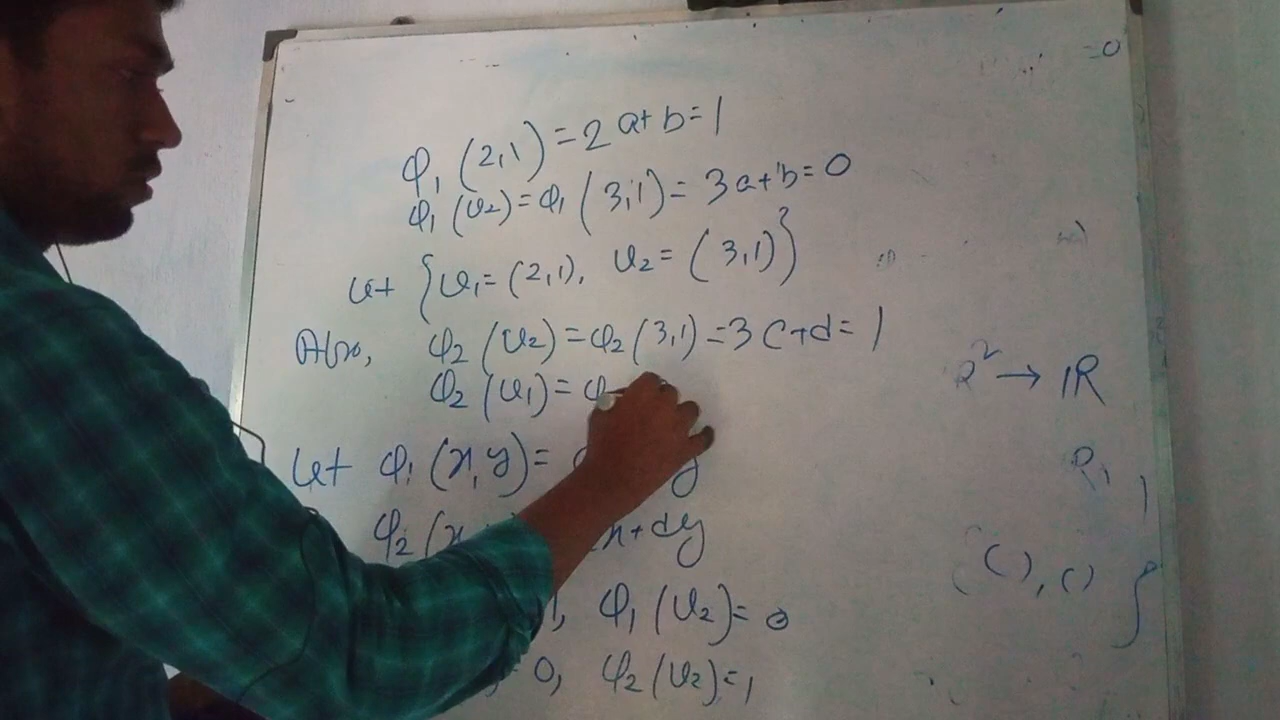 =0
φ₁ (2,1) = 2a+b=1
φ₁ (v₂) = φ₁ (3,1) = 3a+b=0
Let {v₁=(2,1), v₂=(3,1)}
Also, φ₂ (v₂) = φ₂ (3,1) = 3c+d=1
φ₂ (v₁) = φ
R² → IR
Let φ₁ (x,y) = y
φ₂ (x x+dy
( ), ( )
1, φ₁ (v₂) = 0
0, φ₂ (v₂) = 1